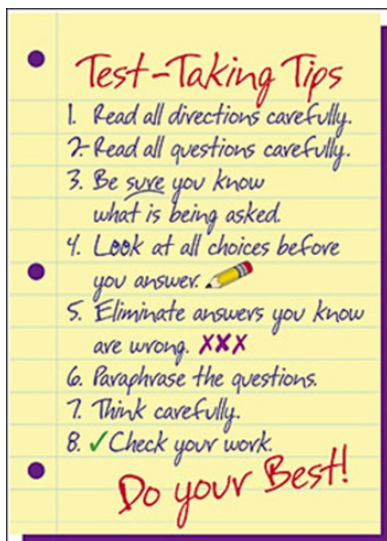 Test-Taking Tips
1. Read all directions carefully.
2. Read all questions carefully.
3. Be sure you know
what is being asked.
4. Look at all choices before
you answer.
5. Eliminate answers you know
are wrong. XXX
6. Paraphrase the questions.
7. Think carefully.
8. ✓Check your work.
Do your Best!